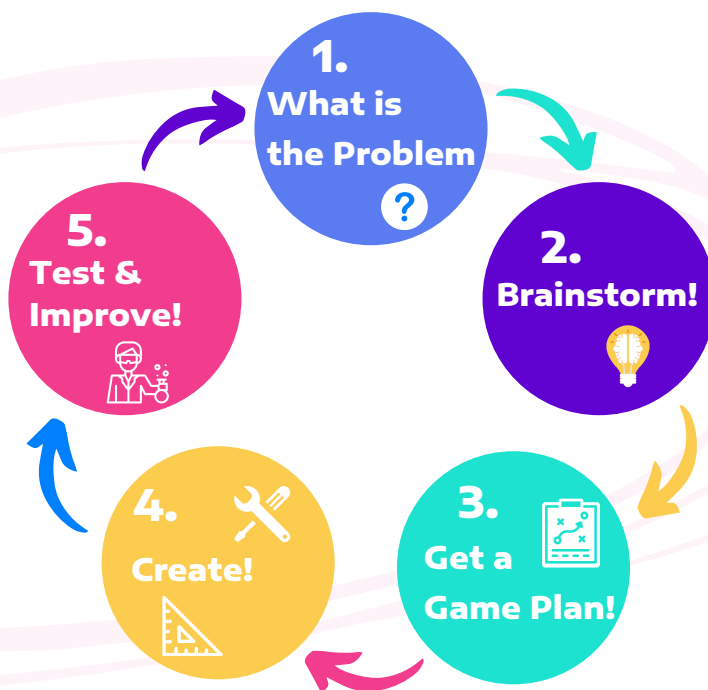 1.
What is
the Problem
?
2.
Brainstorm!
3.
Get a
Game Plan!
4.
Create!
5.
Test &
Improve!